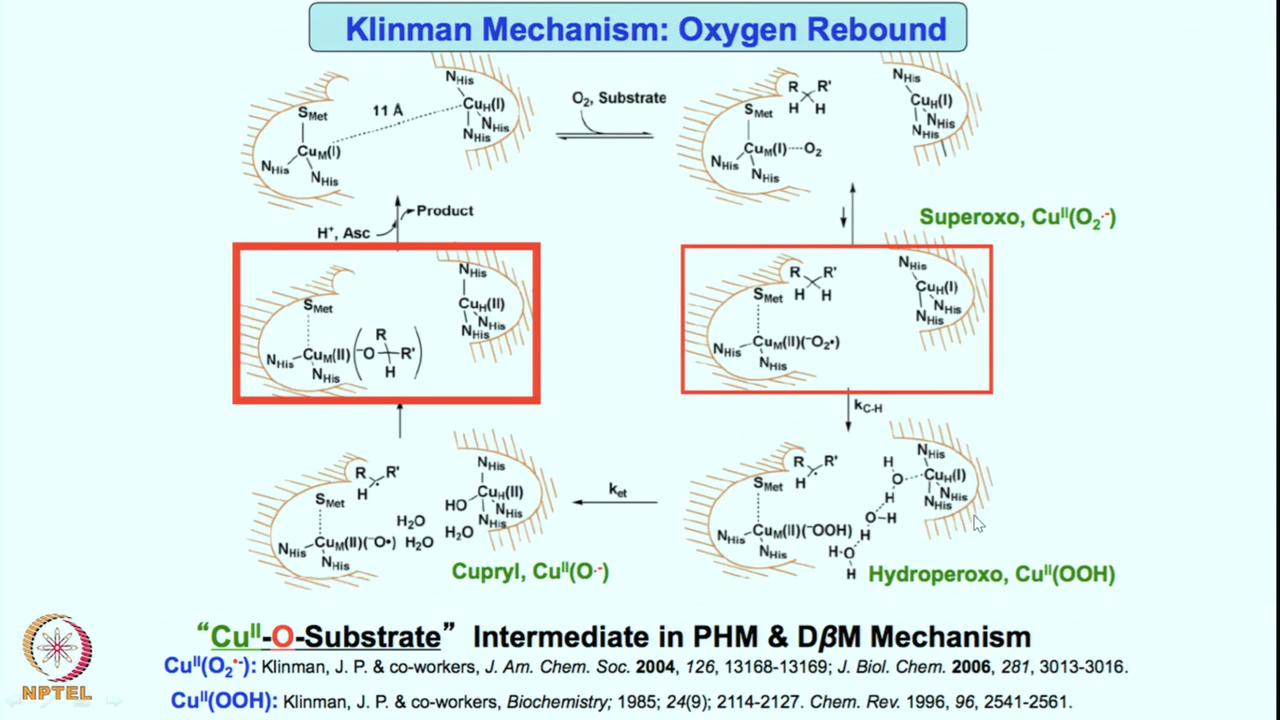 Klinman Mechanism: Oxygen Rebound
NHis
SMet
11 Å
CuH(I)
NHis
NHis
CuM(I)
NHis
NHis
O2, Substrate
R R'
H H
SMet
CuM(I)----O2
NHis
NHis
NHis
CuH(I)
NHis
NHis
Product
H+, Asc
Superoxo, CuII(O2•-)
NHis
SMet
CuH(II)
NHis
NHis
R
CuM(II)(-O R')
H
NHis
NHis
R R'
H H
SMet
CuM(II)(-O2•)
NHis
NHis
NHis
CuH(I)
NHis
NHis
kC-H
R R'
H
SMet
NHis
CuH(II)
HO
NHis
NHis
H2O
H2O
CuM(II)(-O•) H2O
NHis
NHis
Cupryl, CuII(O•-)
ket
R R'
H
SMet
CuM(II)(-OOH)
NHis
NHis
NHis
H
O----CuH(I)
H
NHis
NHis
O-H
H
H-O
H
Hydroperoxo, CuII(OOH)
“CuII-O-Substrate” Intermediate in PHM & DβM Mechanism
CuII(O2•-): Klinman, J. P. & co-workers, J. Am. Chem. Soc. 2004, 126, 13168-13169; J. Biol. Chem. 2006, 281, 3013-3016.
CuII(OOH): Klinman, J. P. & co-workers, Biochemistry; 1985; 24(9); 2114-2127. Chem. Rev. 1996, 96, 2541-2561.
NPTEL